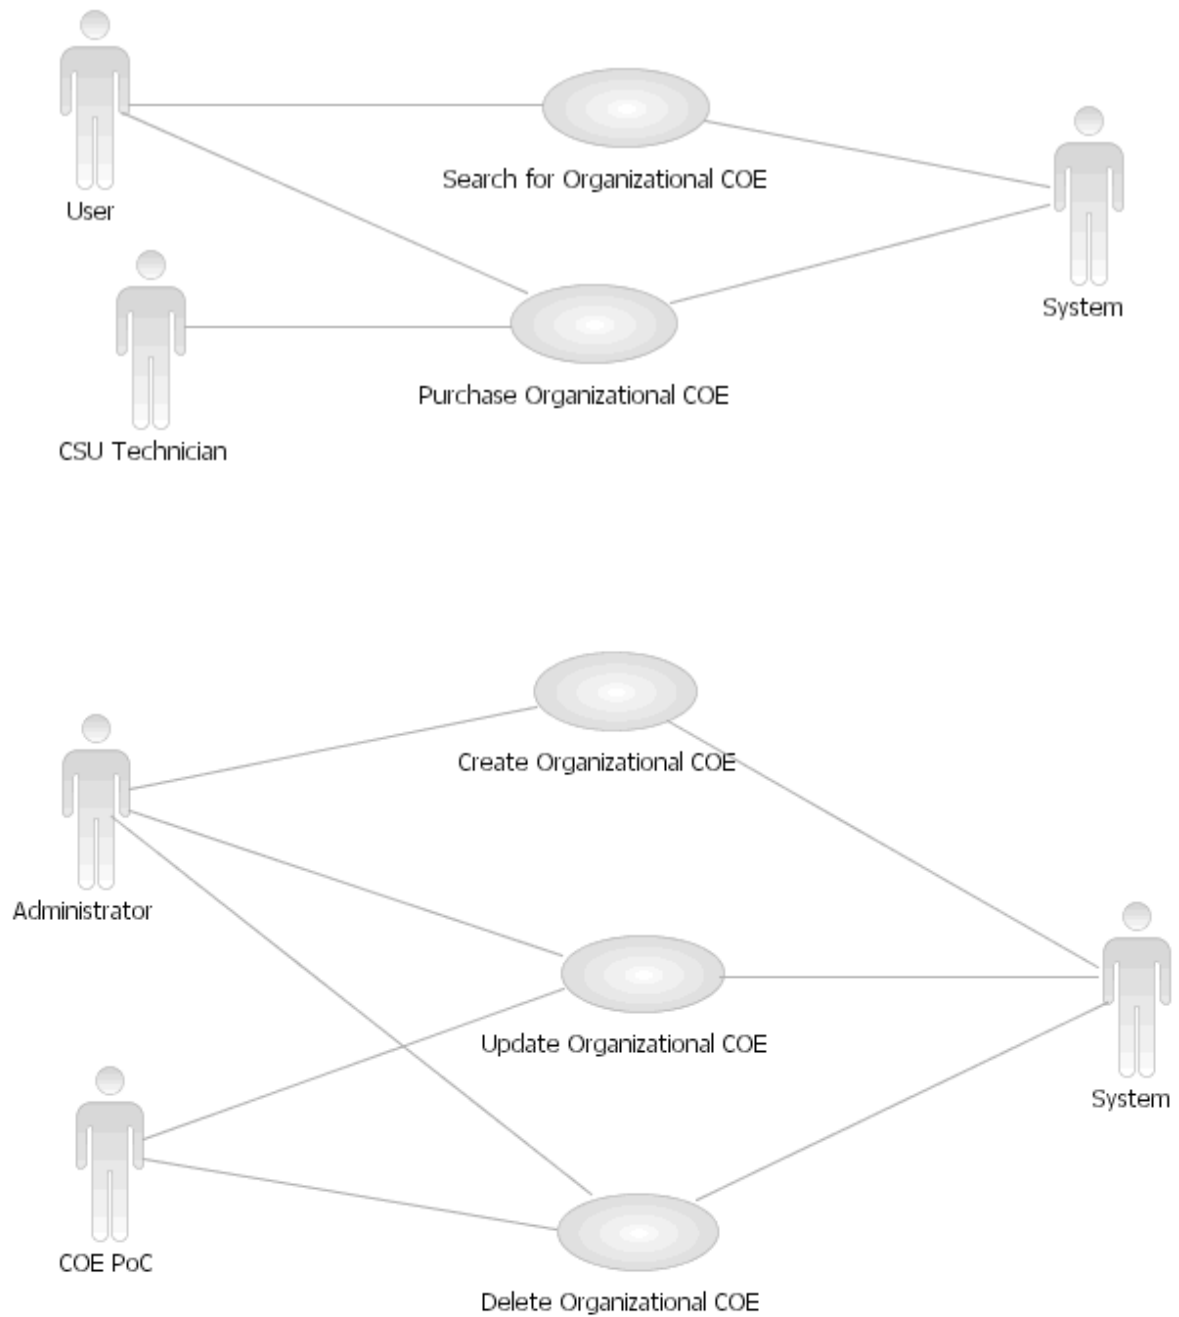 Search for Organizational COE
User
System
Purchase Organizational COE
CSU Technician
Create Organizational COE
Administrator
Update Organizational COE
System
COE PoC
Delete Organizational COE